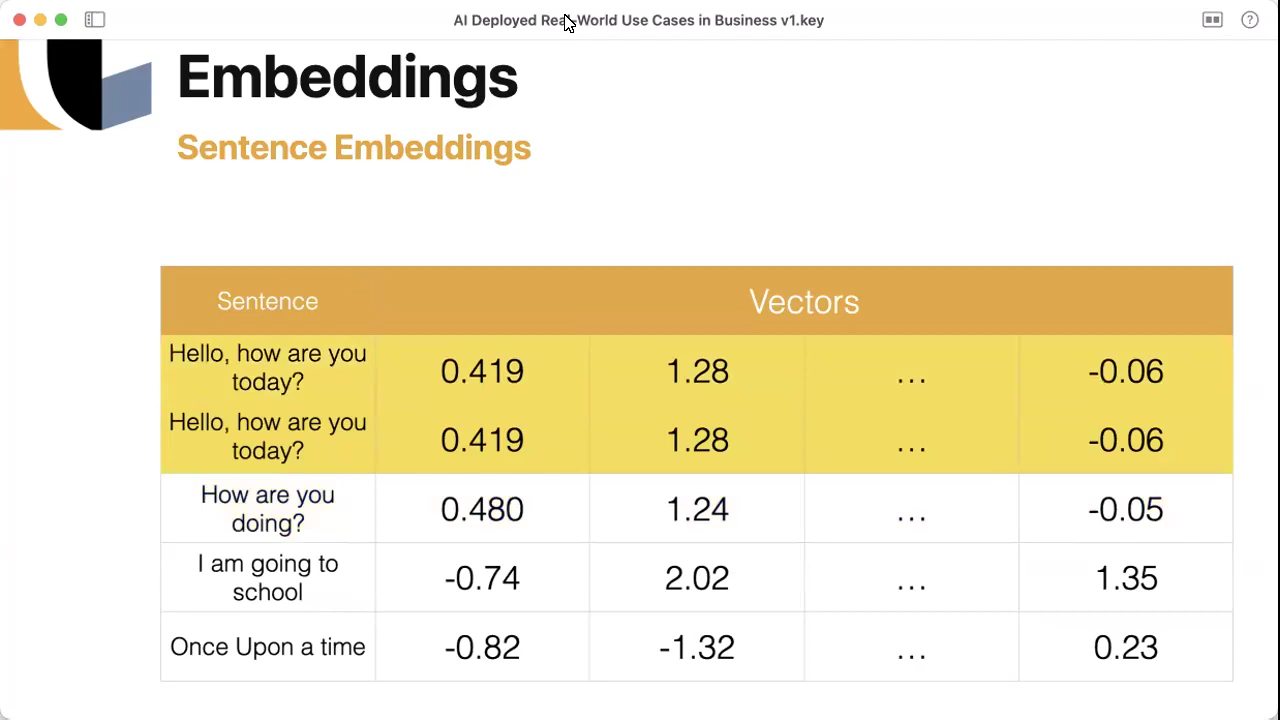 AI Deployed Real-World Use Cases in Business v1.key
Embeddings
Sentence Embeddings
Sentence Vectors
Hello, how are you
today?
0.419 1.28 ... -0.06
Hello, how are you
today?
0.419 1.28 ... -0.06
How are you
doing?
0.480 1.24 ... -0.05
I am going to
school
-0.74 2.02 ... 1.35
Once Upon a time -0.82 -1.32 ... 0.23